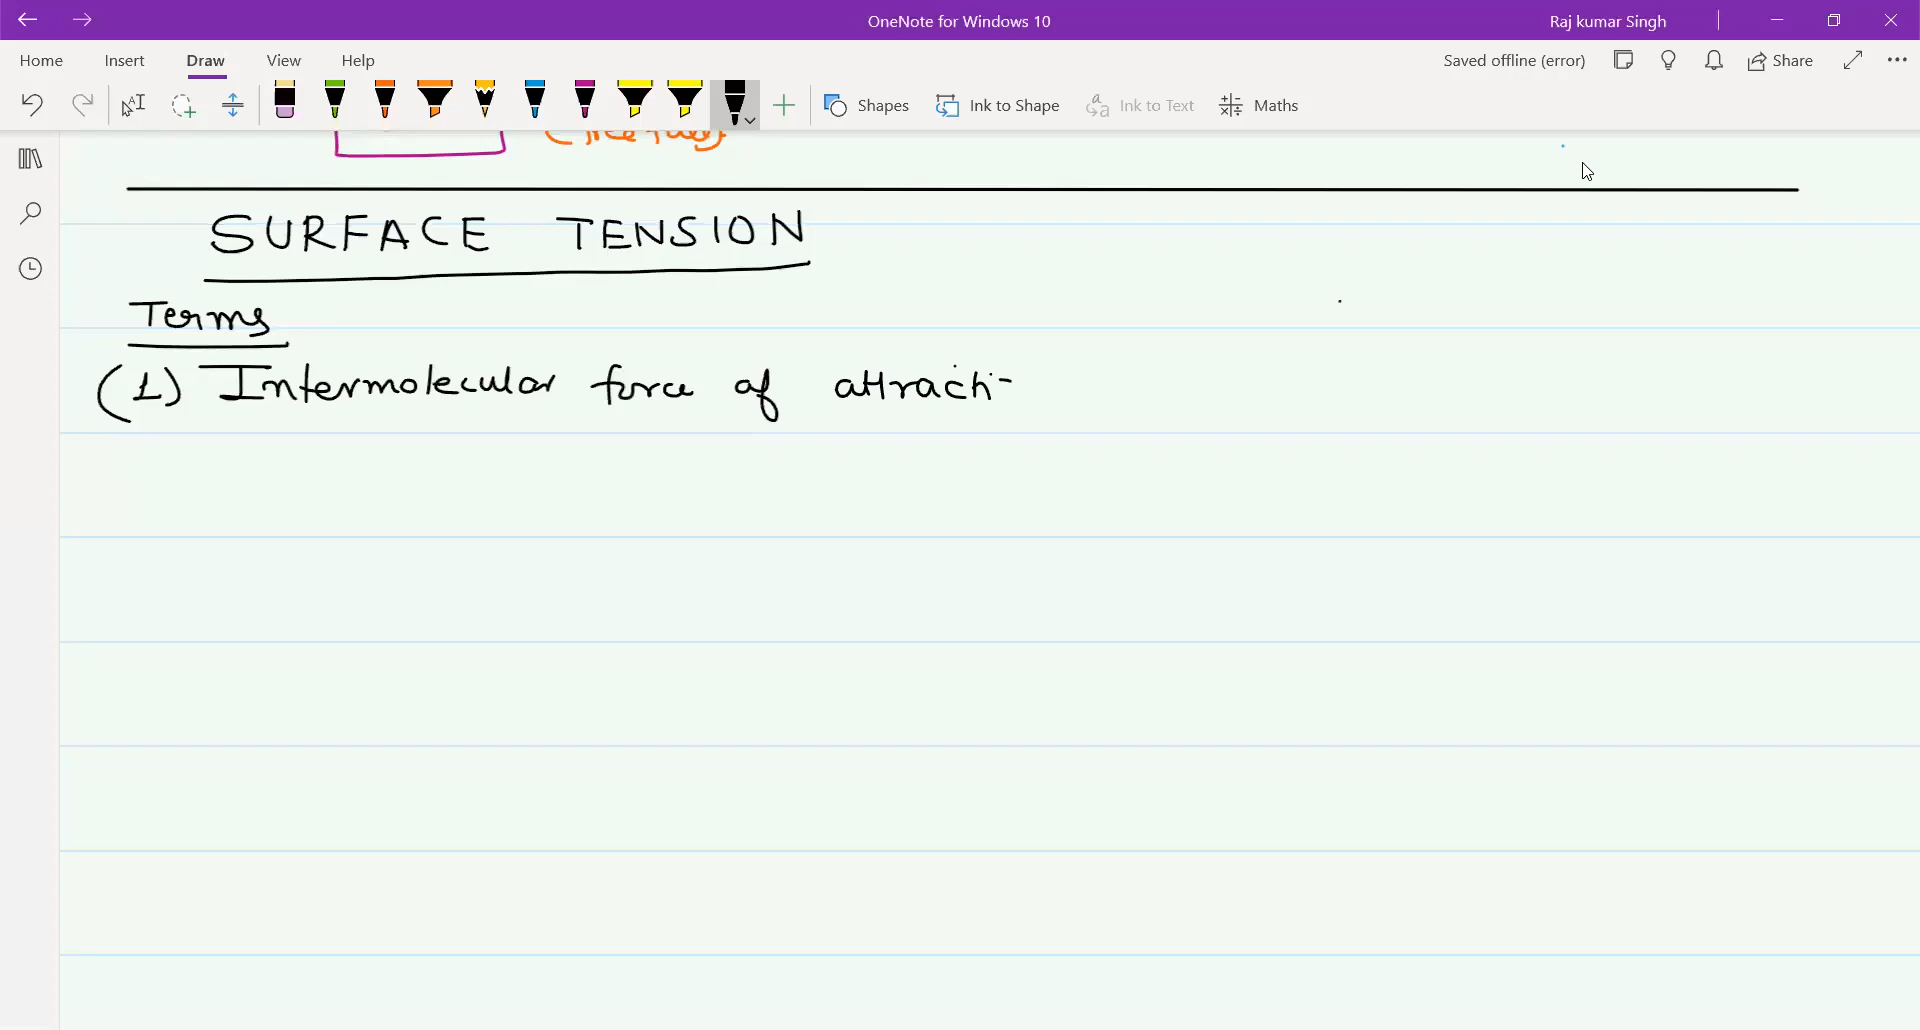 OneNote for Windows 10
Raj kumar Singh
Home Insert Draw View Help
Saved offline (error) Share
Shapes Ink to Shape Ink to Text Maths
SURFACE TENSION
Terms
(1) Intermolecular force of attracti-